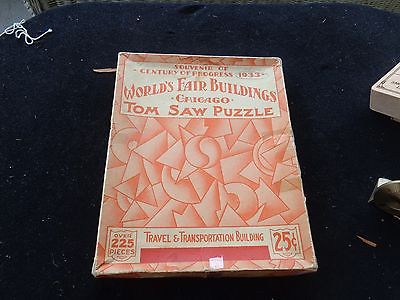 SOUVENIR OF
CENTURY OF PROGRESS 1933
WORLD'S FAIR BUILDINGS
CHICAGO
TOM SAW PUZZLE
OVER
225
PIECES
TRAVEL & TRANSPORTATION BUILDING
25¢